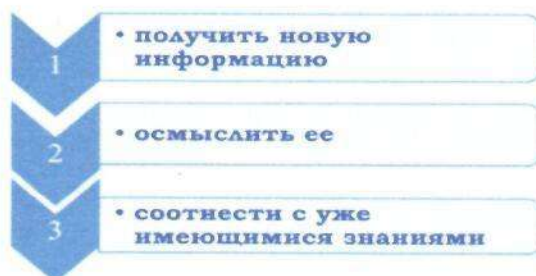 1
• получить новую
информацию
2
• осмыслить ее
3
• соотнести с уже
имеющимися знаниями